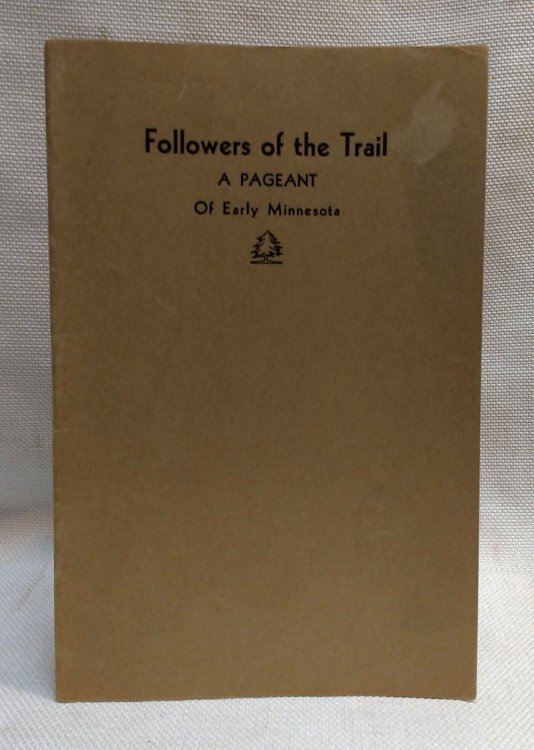 Followers of the Trail
A PAGEANT
Of Early Minnesota